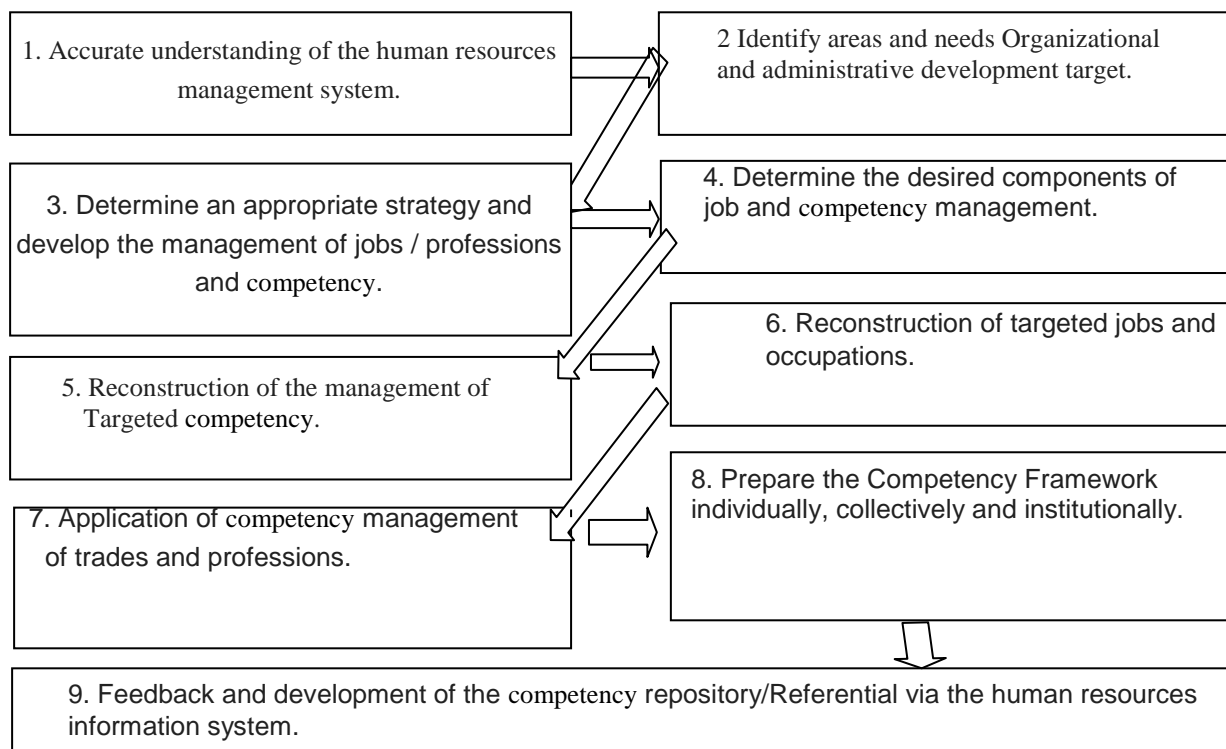 1. Accurate understanding of the human resources
management system.
2 Identify areas and needs Organizational
and administrative development target.
3. Determine an appropriate strategy and
develop the management of jobs / professions
and competency.
4. Determine the desired components of
job and competency management.
5. Reconstruction of the management of
Targeted competency.
6. Reconstruction of targeted jobs and
occupations.
7. Application of competency management
of trades and professions.
8. Prepare the Competency Framework
individually, collectively and institutionally.
9. Feedback and development of the competency repository/Referential via the human resources
information system.